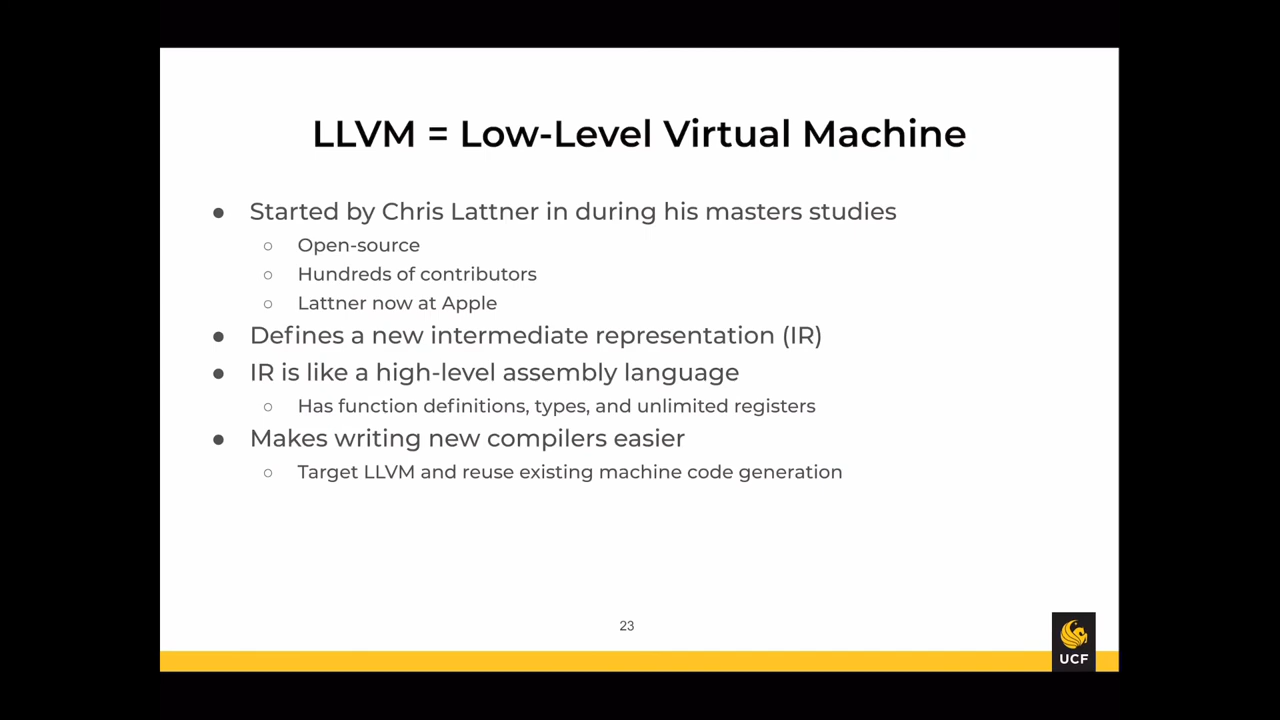 LLVM = Low-Level Virtual Machine
● Started by Chris Lattner in during his masters studies
○ Open-source
○ Hundreds of contributors
○ Lattner now at Apple
● Defines a new intermediate representation (IR)
● IR is like a high-level assembly language
○ Has function definitions, types, and unlimited registers
● Makes writing new compilers easier
○ Target LLVM and reuse existing machine code generation
23
UCF